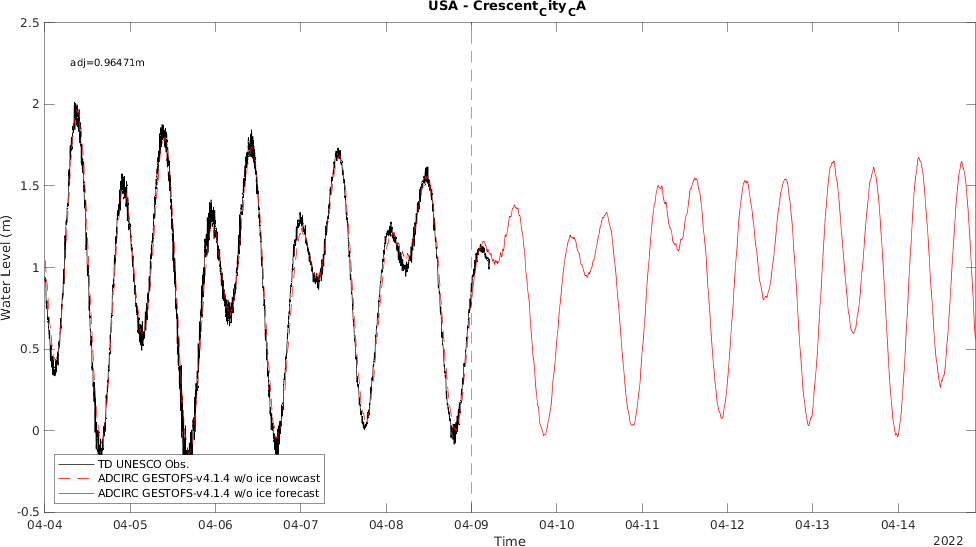 USA - CrescentCityCA
2.5
adj=0.96471m
2
1.5
1
0.5
0
-0.5
Water Level (m)
TD UNESCO Obs.
ADCIRC GESTOFS-v4.1.4 w/o ice nowcast
ADCIRC GESTOFS-v4.1.4 w/o ice forecast
04-04 04-05 04-06 04-07 04-08 04-09 04-10 04-11 04-12 04-13 04-14
Time
2022